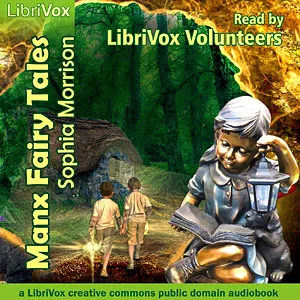 LibriVox
Read by
LibriVox Volunteers
Manx Fairy Tales
Sophia Morrison
a LibriVox creative commons public domain audiobook